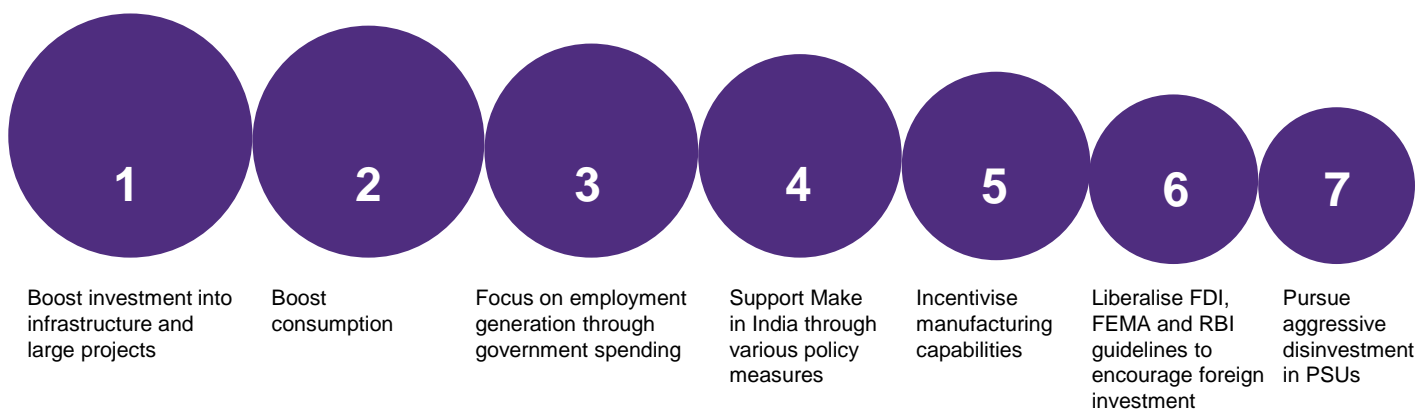 1
2
3
4
5
6
7
Boost investment into
infrastructure and
large projects
Boost
consumption
Focus on employment
generation through
government spending
Support Make
in India through
various policy
measures
Incentivise
manufacturing
capabilities
Liberalise FDI,
FEMA and RBI
guidelines to
encourage foreign
investment
Pursue
aggressive
disinvestment
in PSUs